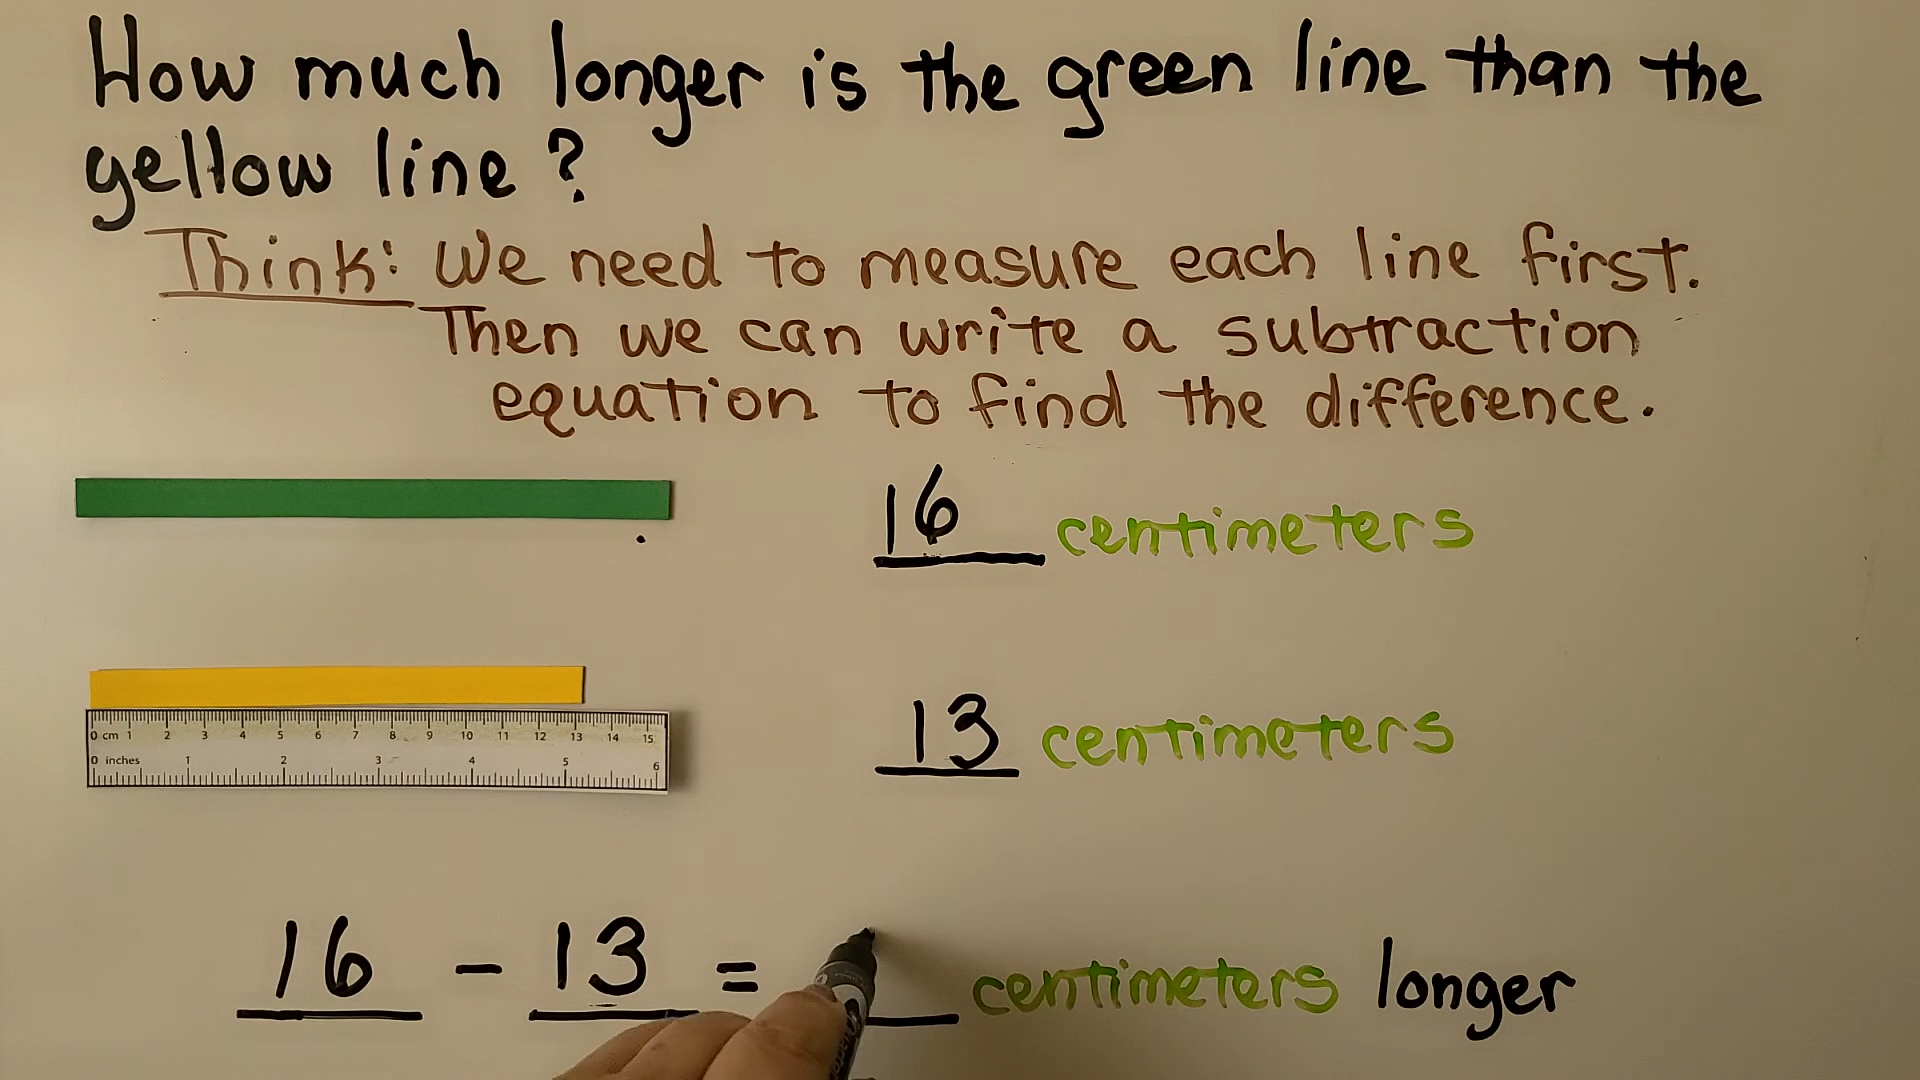 How much longer is the green line than the
yellow line?
Think: We need to measure each line first.
Then we can write a subtraction
equation to find the difference.
16 centimeters
13 centimeters
0 cm 1 2 3 4 5 6 7 8 9 10 11 12 13 14 15
0 inches 1 2 3 4 5 6
16 - 13 = centimeters longer